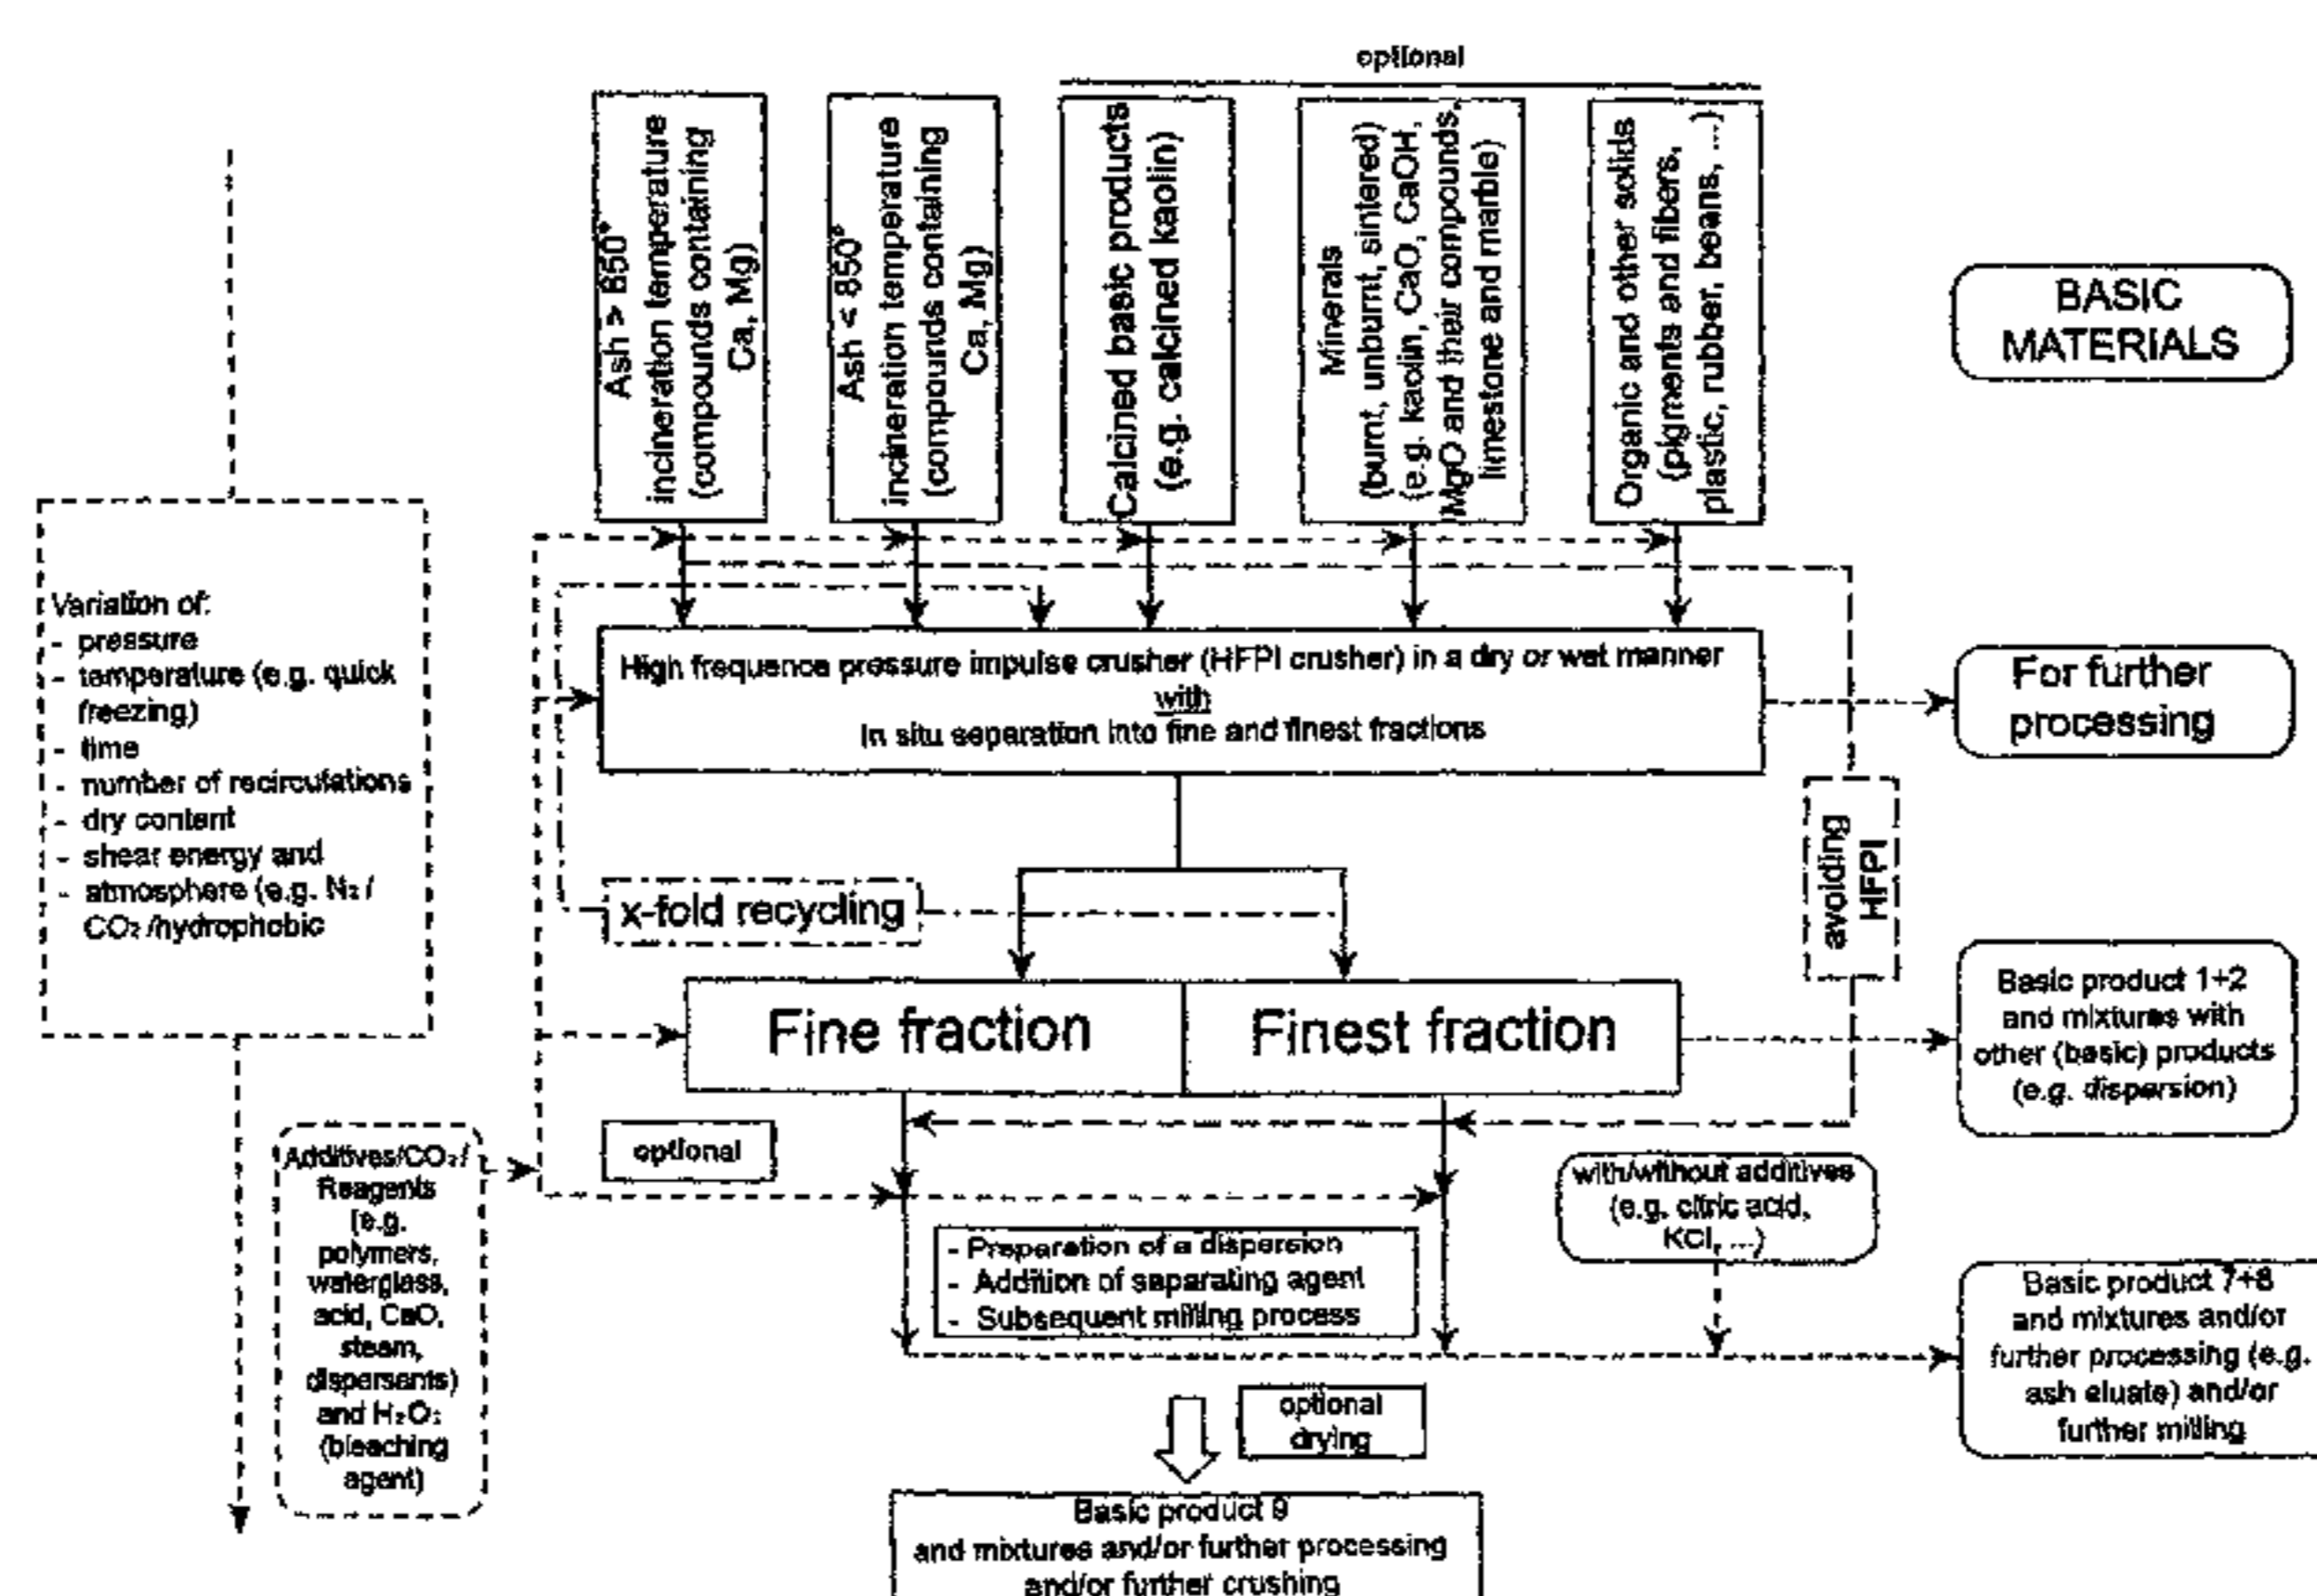 optional
Ash > 850°
incineration temperature
(compounds containing
Ca, Mg)
Ash < 850°
incineration temperature
(compounds containing
Ca, Mg)
Calcined basic products
(e.g. calcined kaolin)
Minerals
(burnt, unburnt, sintered)
(e.g. kaolin, CaO, CaOH,
MgO and their compounds,
limestone and marble)
Organic and other solids
(pigments and fibers,
plastic, rubber, beans, ...)
BASIC
MATERIALS
Variation of:
- pressure
- temperature (e.g. quick
freezing)
- time
- number of recirculations
- dry content
- shear energy and
- atmosphere (e.g. N₂ /
CO₂ /hydrophobic
High frequence pressure impulse crusher (HFPI crusher) in a dry or wet manner
with
In situ separation into fine and finest fractions
For further
processing
avoiding
HFPI
x-fold recycling
Fine fraction
Finest fraction
Basic product 1+2
and mixtures with
other (basic) products
(e.g. dispersion)
optional
Additives/CO₂/
Reagents
(e.g.
polymers,
waterglass,
acid, CaO,
steam,
dispersants)
and H₂O₂
(bleaching
agent)
with/without additives
(e.g. citric acid,
KCl, ...)
- Preparation of a dispersion
- Addition of separating agent
- Subsequent milling process
Basic product 7+8
and mixtures and/or
further processing (e.g.
ash eluate) and/or
further milling
optional
drying
Basic product 9
and mixtures and/or further processing
and/or further crushing